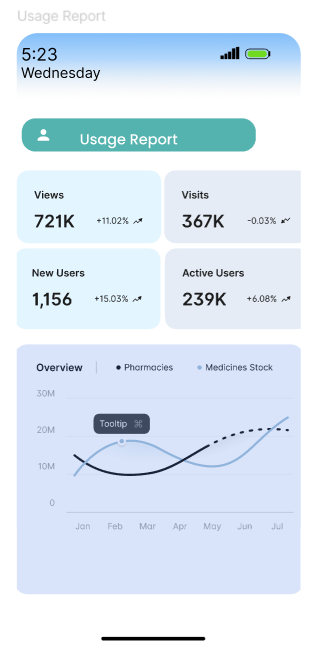 Usage Report
5:23
Wednesday
Usage Report
Views
721K +11.02%
Visits
367K -0.03%
New Users
1,156 +15.03%
Active Users
239K +6.08%
Overview Pharmacies Medicines Stock
30M
20M
10M
0
Tooltip ⌘
Jan Feb Mar Apr May Jun Jul